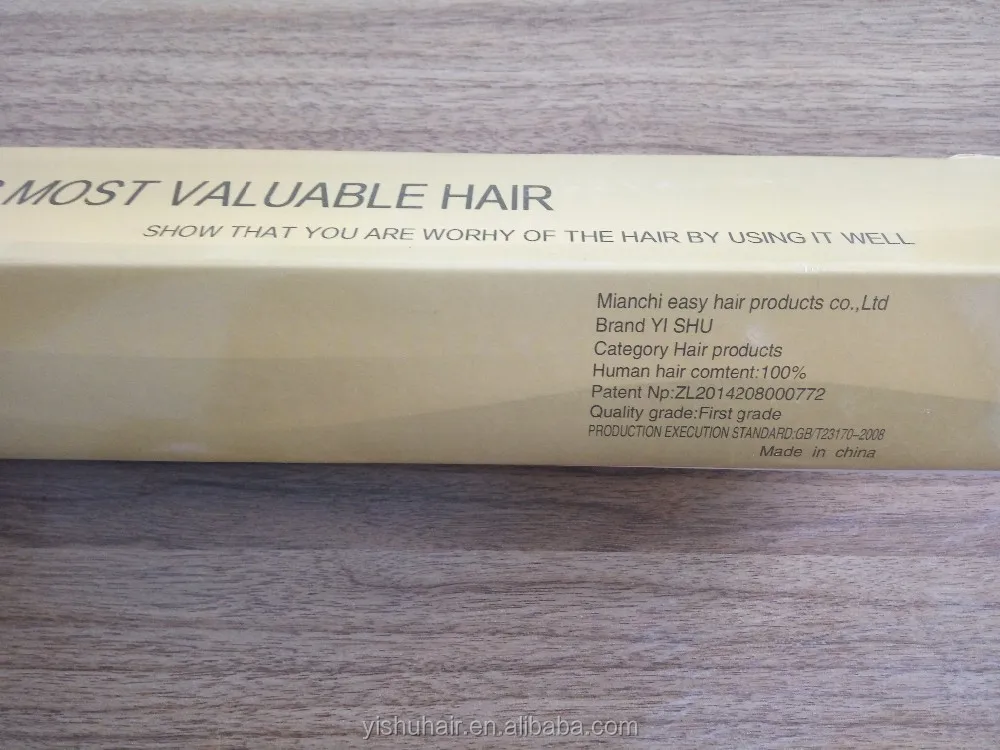 MOST VALUABLE HAIR
SHOW THAT YOU ARE WORHY OF THE HAIR BY USING IT WELL
Mianchi easy hair products co.,Ltd
Brand YI SHU
Category Hair products
Human hair comtent:100%
Patent Np:ZL2014208000772
Quality grade:First grade
PRODUCTION EXECUTION STANDARD:GB/T23170-2008
Made in china
yishuhair.en.alibaba.com